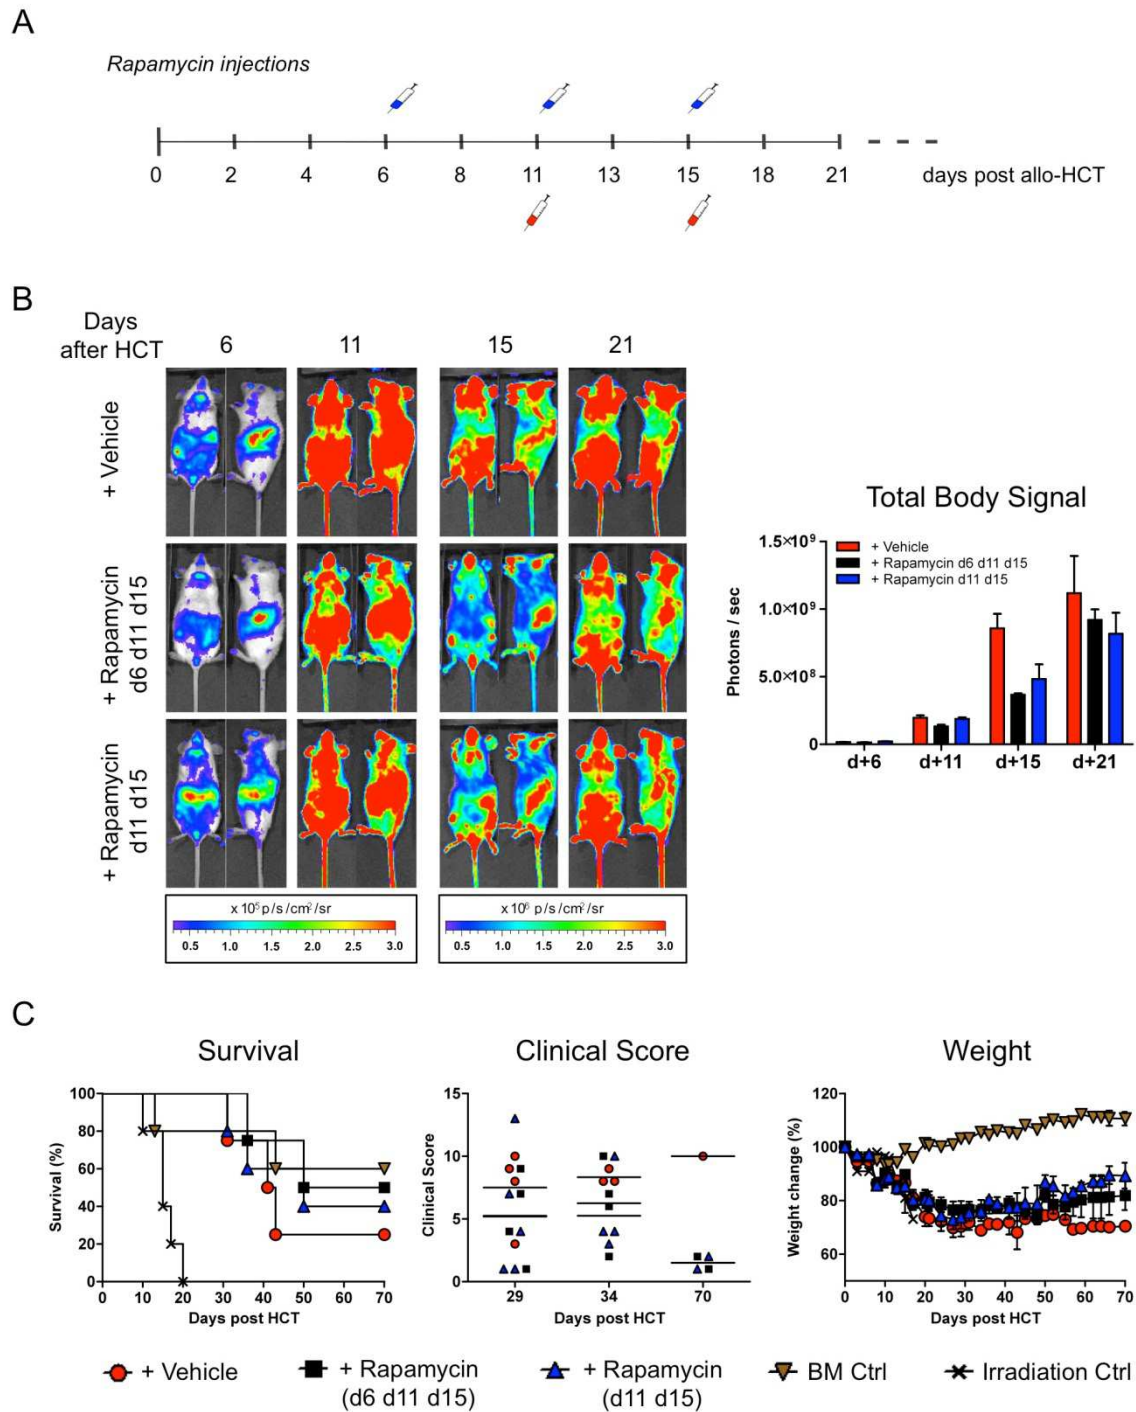 A
Rapamycin injections
0 2 4 6 8 11 13 15 18 21 days post allo-HCT
B
Days
after HCT 6 11 15 21
+ Vehicle
+ Rapamycin
d6 d11 d15
+ Rapamycin
d11 d15
x 10⁵ p/s/cm²/sr
0.5 1.0 1.5 2.0 2.5 3.0
x 10⁶ p/s/cm²/sr
0.5 1.0 1.5 2.0 2.5 3.0
Total Body Signal
+ Vehicle
+ Rapamycin d6 d11 d15
+ Rapamycin d11 d15
Photons / sec
1.5×10⁹
1.0×10⁹
5.0×10⁸
0
d+6 d+11 d+15 d+21
C
Survival
Survival (%)
100
80
60
40
20
0
0 10 20 30 40 50 60 70
Days post HCT
Clinical Score
Clinical Score
15
10
5
0
29 34 70
Days post HCT
Weight
Weight change (%)
120
100
80
60
0 10 20 30 40 50 60 70
Days post HCT
+ Vehicle
+ Rapamycin
(d6 d11 d15)
+ Rapamycin
(d11 d15)
BM Ctrl
Irradiation Ctrl